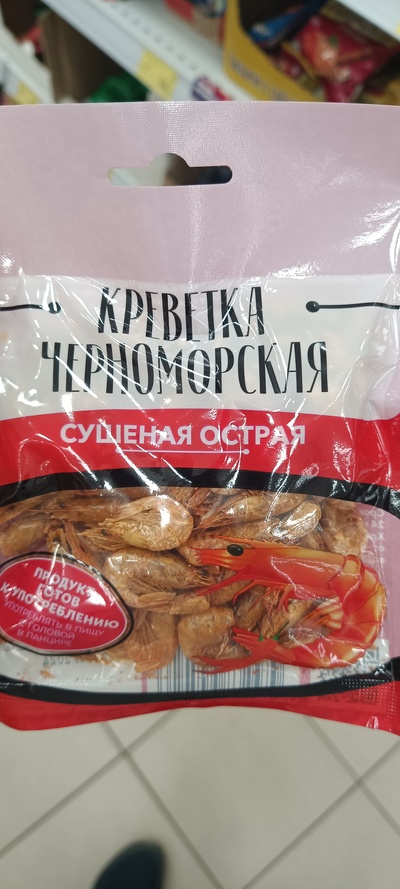 КРЕВЕТКА
ЧЕРНОМОРСКАЯ
СУШЕНАЯ ОСТРАЯ
ПРОДУКТ
ГОТОВ
К УПОТРЕБЛЕНИЮ
УПОТРЕБЛЯТЬ В ПИЩУ
С ГОЛОВОЙ
В ПАНЦИРЕ